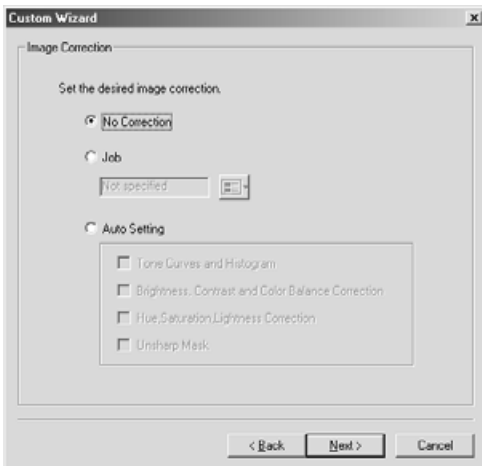 Custom Wizard
Image Correction
Set the desired image correction.
No Correction
Job
Not specified
Auto Setting
Tone Curves and Histogram
Brightness, Contrast and Color Balance Correction
Hue,Saturation,Lightness Correction
Unsharp Mask
< Back Next > Cancel